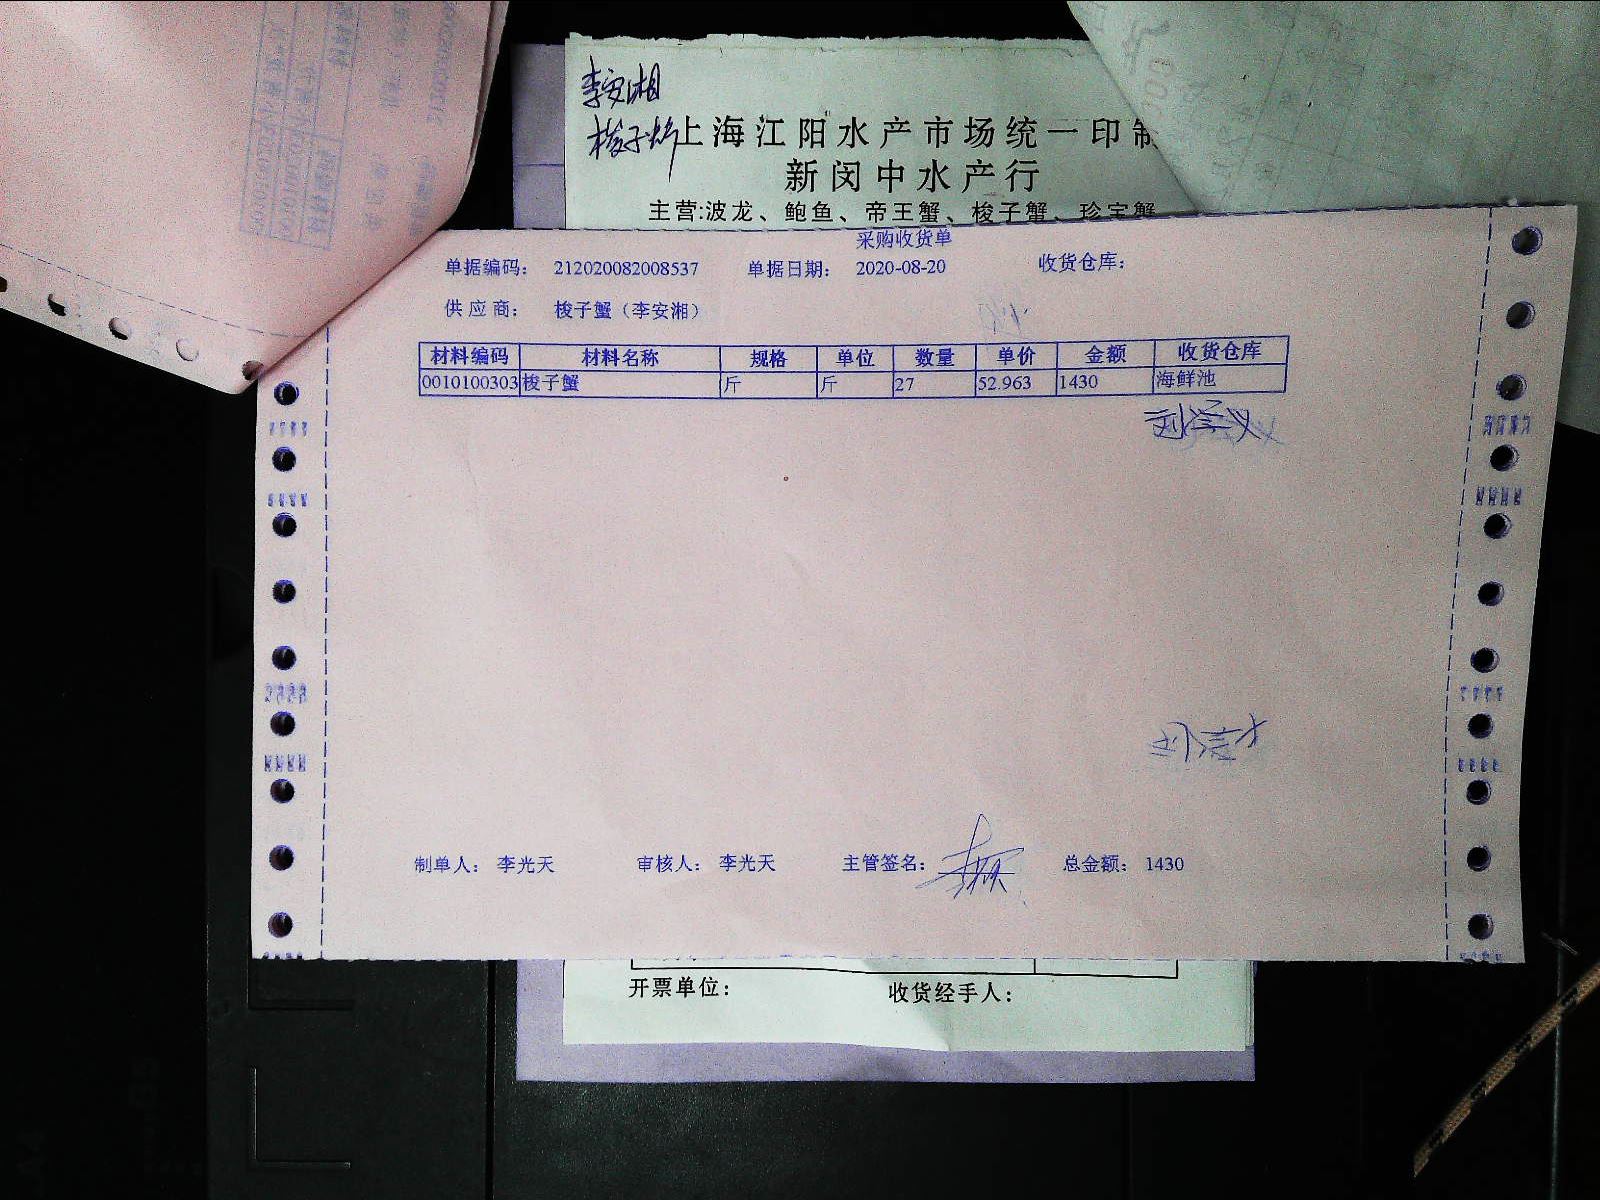 李安湘
梭子蟹
上海江阳水产市场统一印制
新闵中水产行
主营:波龙、鲍鱼、帝王蟹、梭子蟹、珍宝蟹
采购收货单
单据编码： 212020082008537 单据日期： 2020-08-20 收货仓库：
供应商： 梭子蟹（李安湘）
材料编码 材料名称 规格 单位 数量 单价 金额 收货仓库
0010100303 梭子蟹 斤 斤 27 52.963 1430 海鲜池
制单人： 李光天 审核人： 李光天 主管签名： 总金额： 1430
开票单位： 收货经手人：